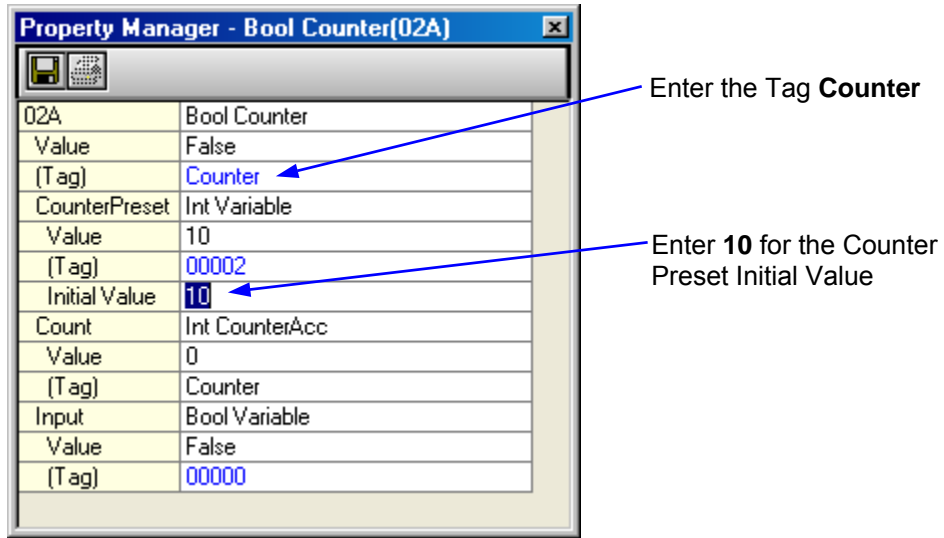 Property Manager - Bool Counter(02A)
Enter the Tag Counter
02A Bool Counter
Value False
(Tag) Counter
CounterPreset Int Variable
Value 10
(Tag) 00002
Initial Value 10
Enter 10 for the Counter
Preset Initial Value
Count Int CounterAcc
Value 0
(Tag) Counter
Input Bool Variable
Value False
(Tag) 00000